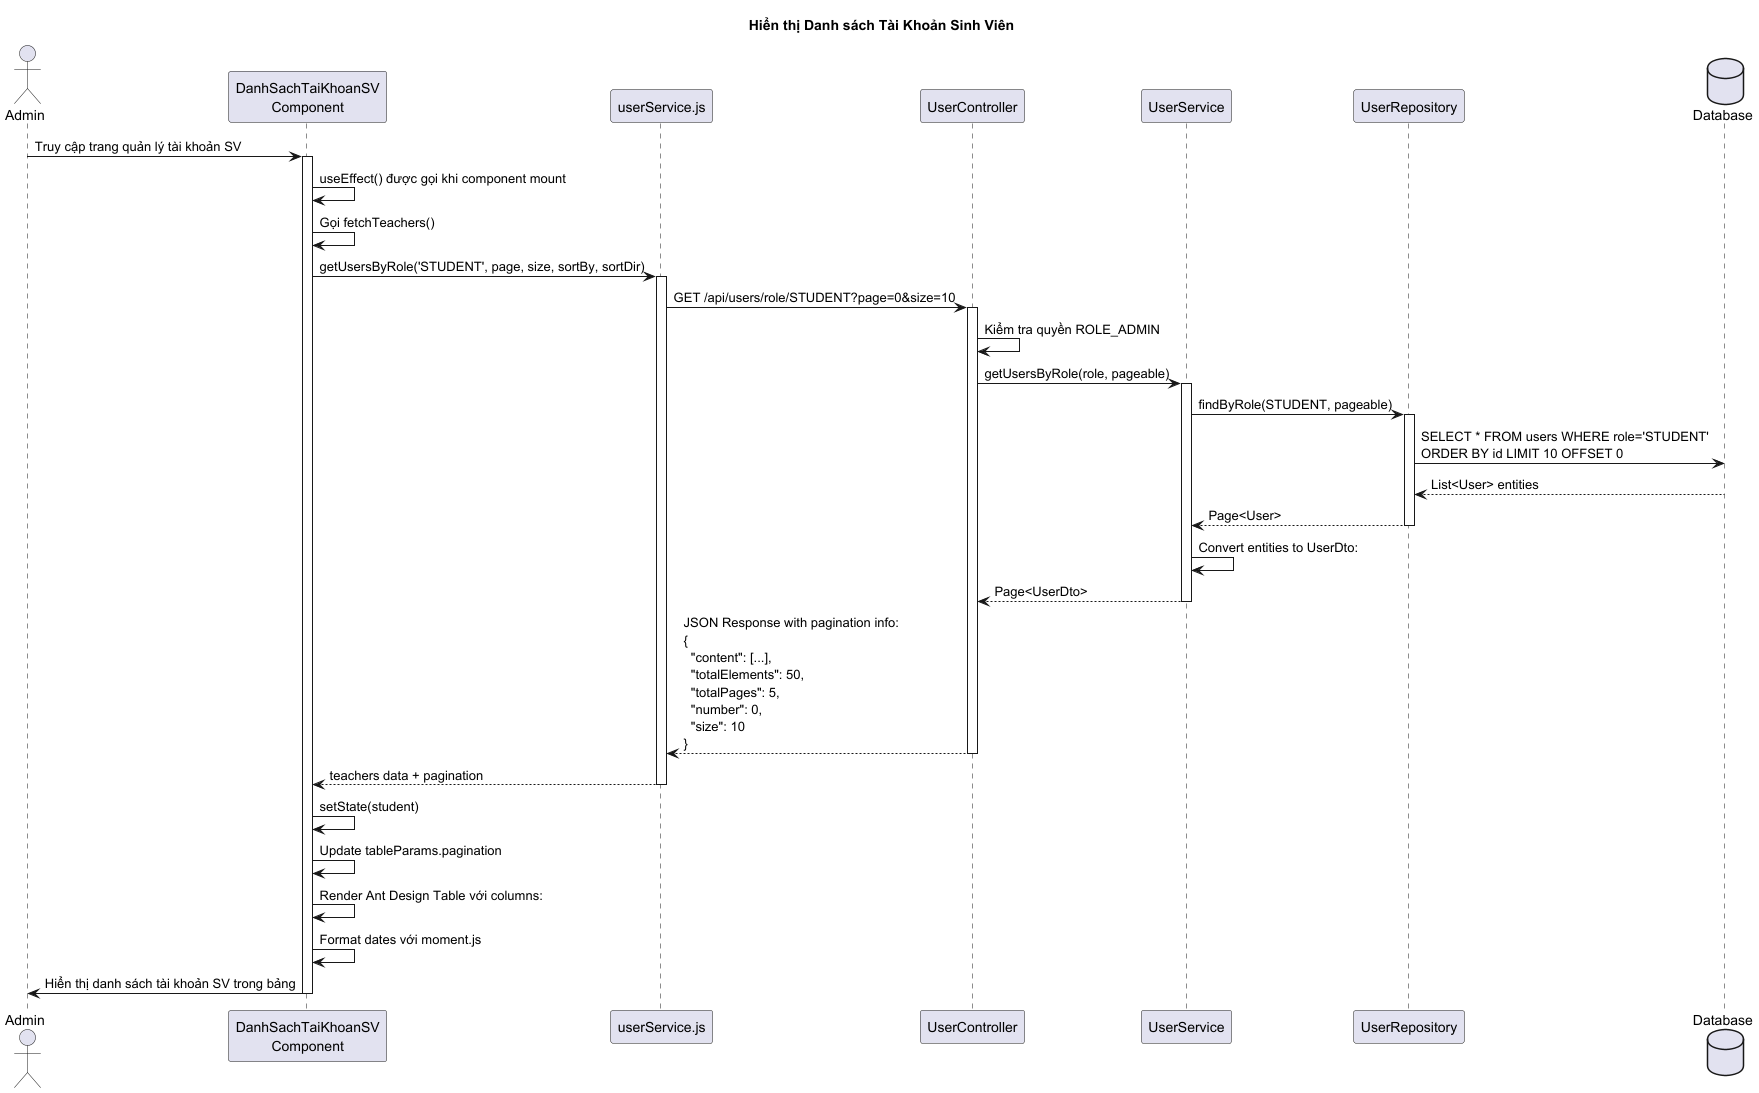 Hiển thị Danh sách Tài Khoản Sinh Viên
Admin
DanhSachTaiKhoanSV
Component
userService.js
UserController
UserService
UserRepository
Database
Truy cập trang quản lý tài khoản SV
useEffect() được gọi khi component mount
Gọi fetchTeachers()
getUsersByRole('STUDENT', page, size, sortBy, sortDir)
GET /api/users/role/STUDENT?page=0&size=10
Kiểm tra quyền ROLE_ADMIN
getUsersByRole(role, pageable)
findByRole(STUDENT, pageable)
SELECT * FROM users WHERE role='STUDENT'
ORDER BY id LIMIT 10 OFFSET 0
List<User> entities
Page<User>
Convert entities to UserDto:
Page<UserDto>
JSON Response with pagination info:
{
"content": [...],
"totalElements": 50,
"totalPages": 5,
"number": 0,
"size": 10
}
teachers data + pagination
setState(student)
Update tableParams.pagination
Render Ant Design Table với columns:
Format dates với moment.js
Hiển thị danh sách tài khoản SV trong bảng
Admin
DanhSachTaiKhoanSV
Component
userService.js
UserController
UserService
UserRepository
Database